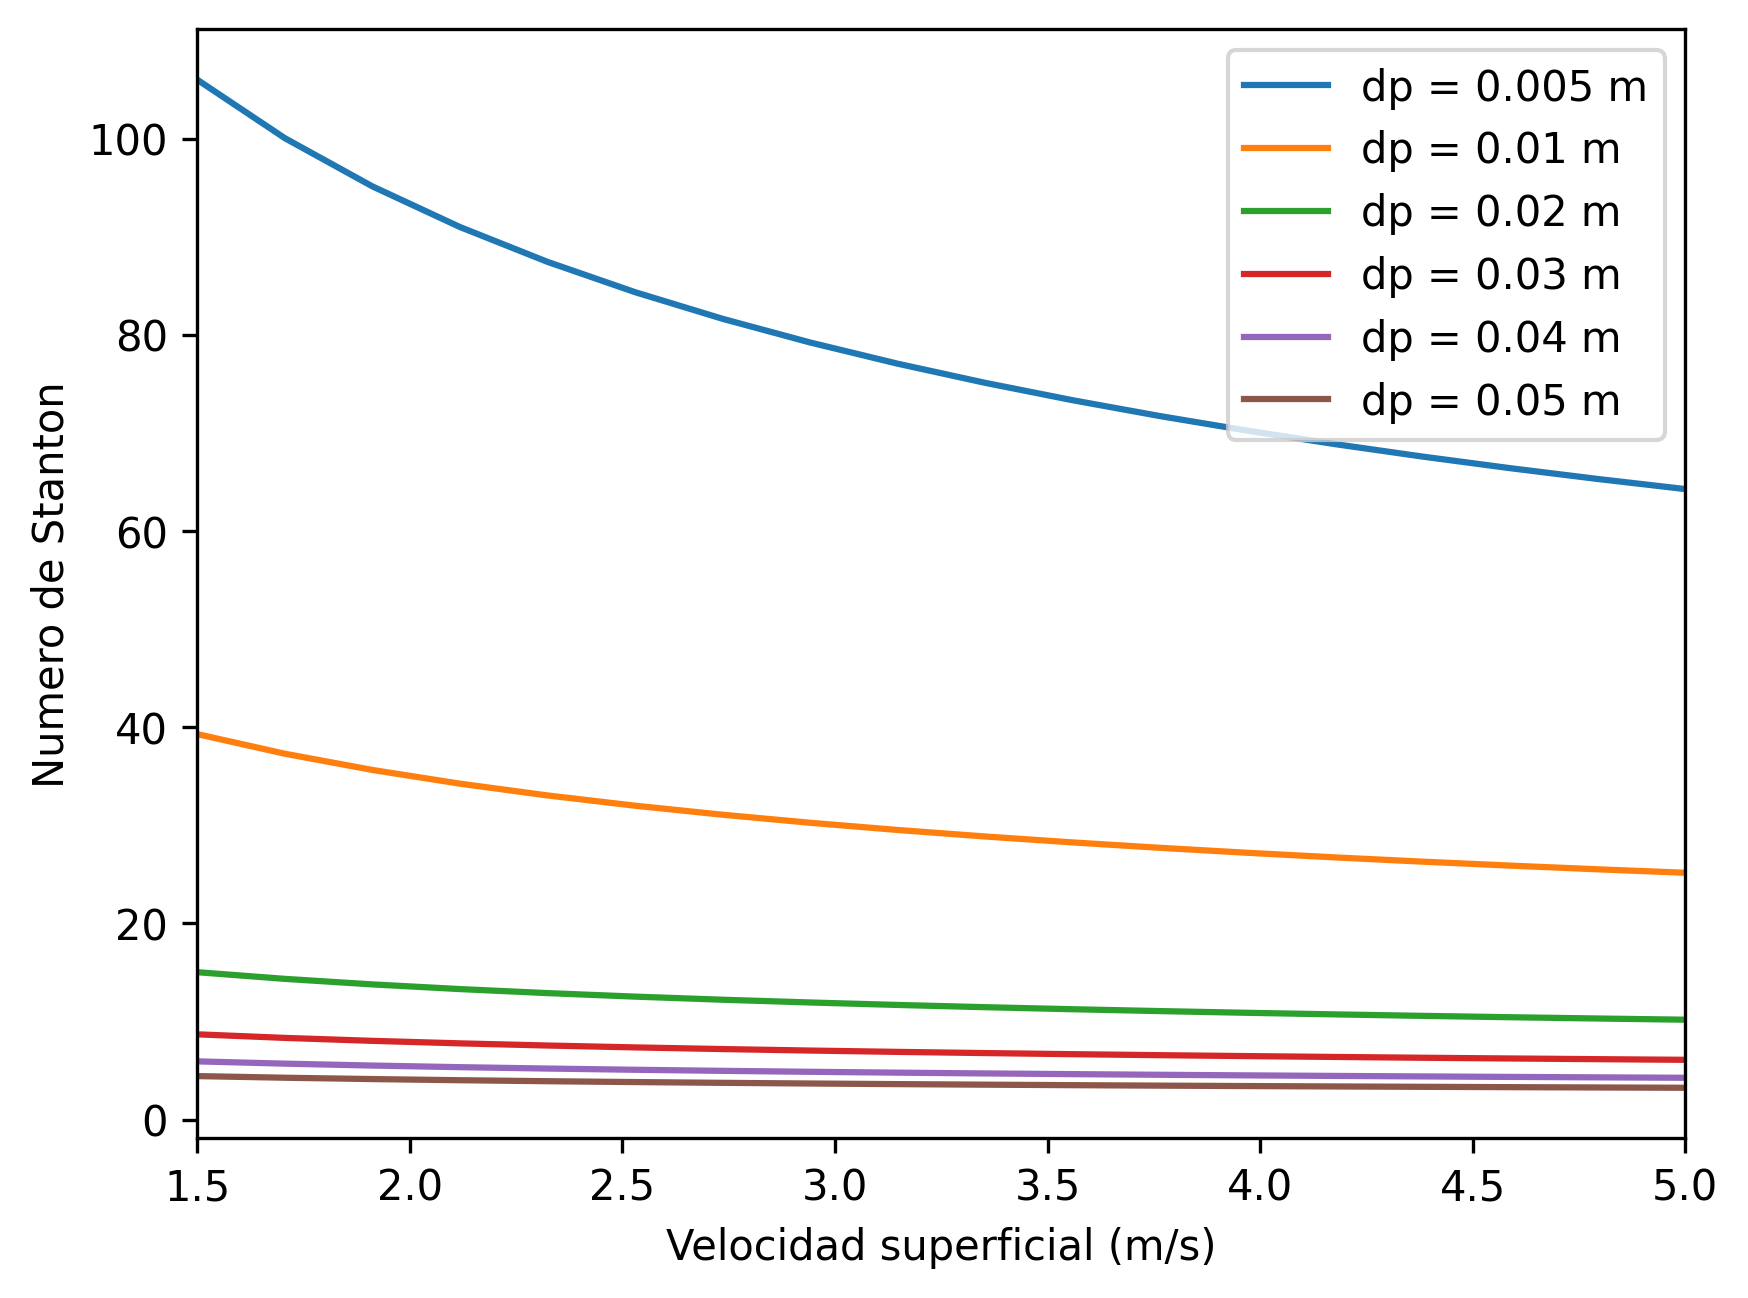 dp = 0.005 m
dp = 0.01 m
dp = 0.02 m
dp = 0.03 m
dp = 0.04 m
dp = 0.05 m
100
80
60
40
20
0
Numero de Stanton
1.5 2.0 2.5 3.0 3.5 4.0 4.5 5.0
Velocidad superficial (m/s)